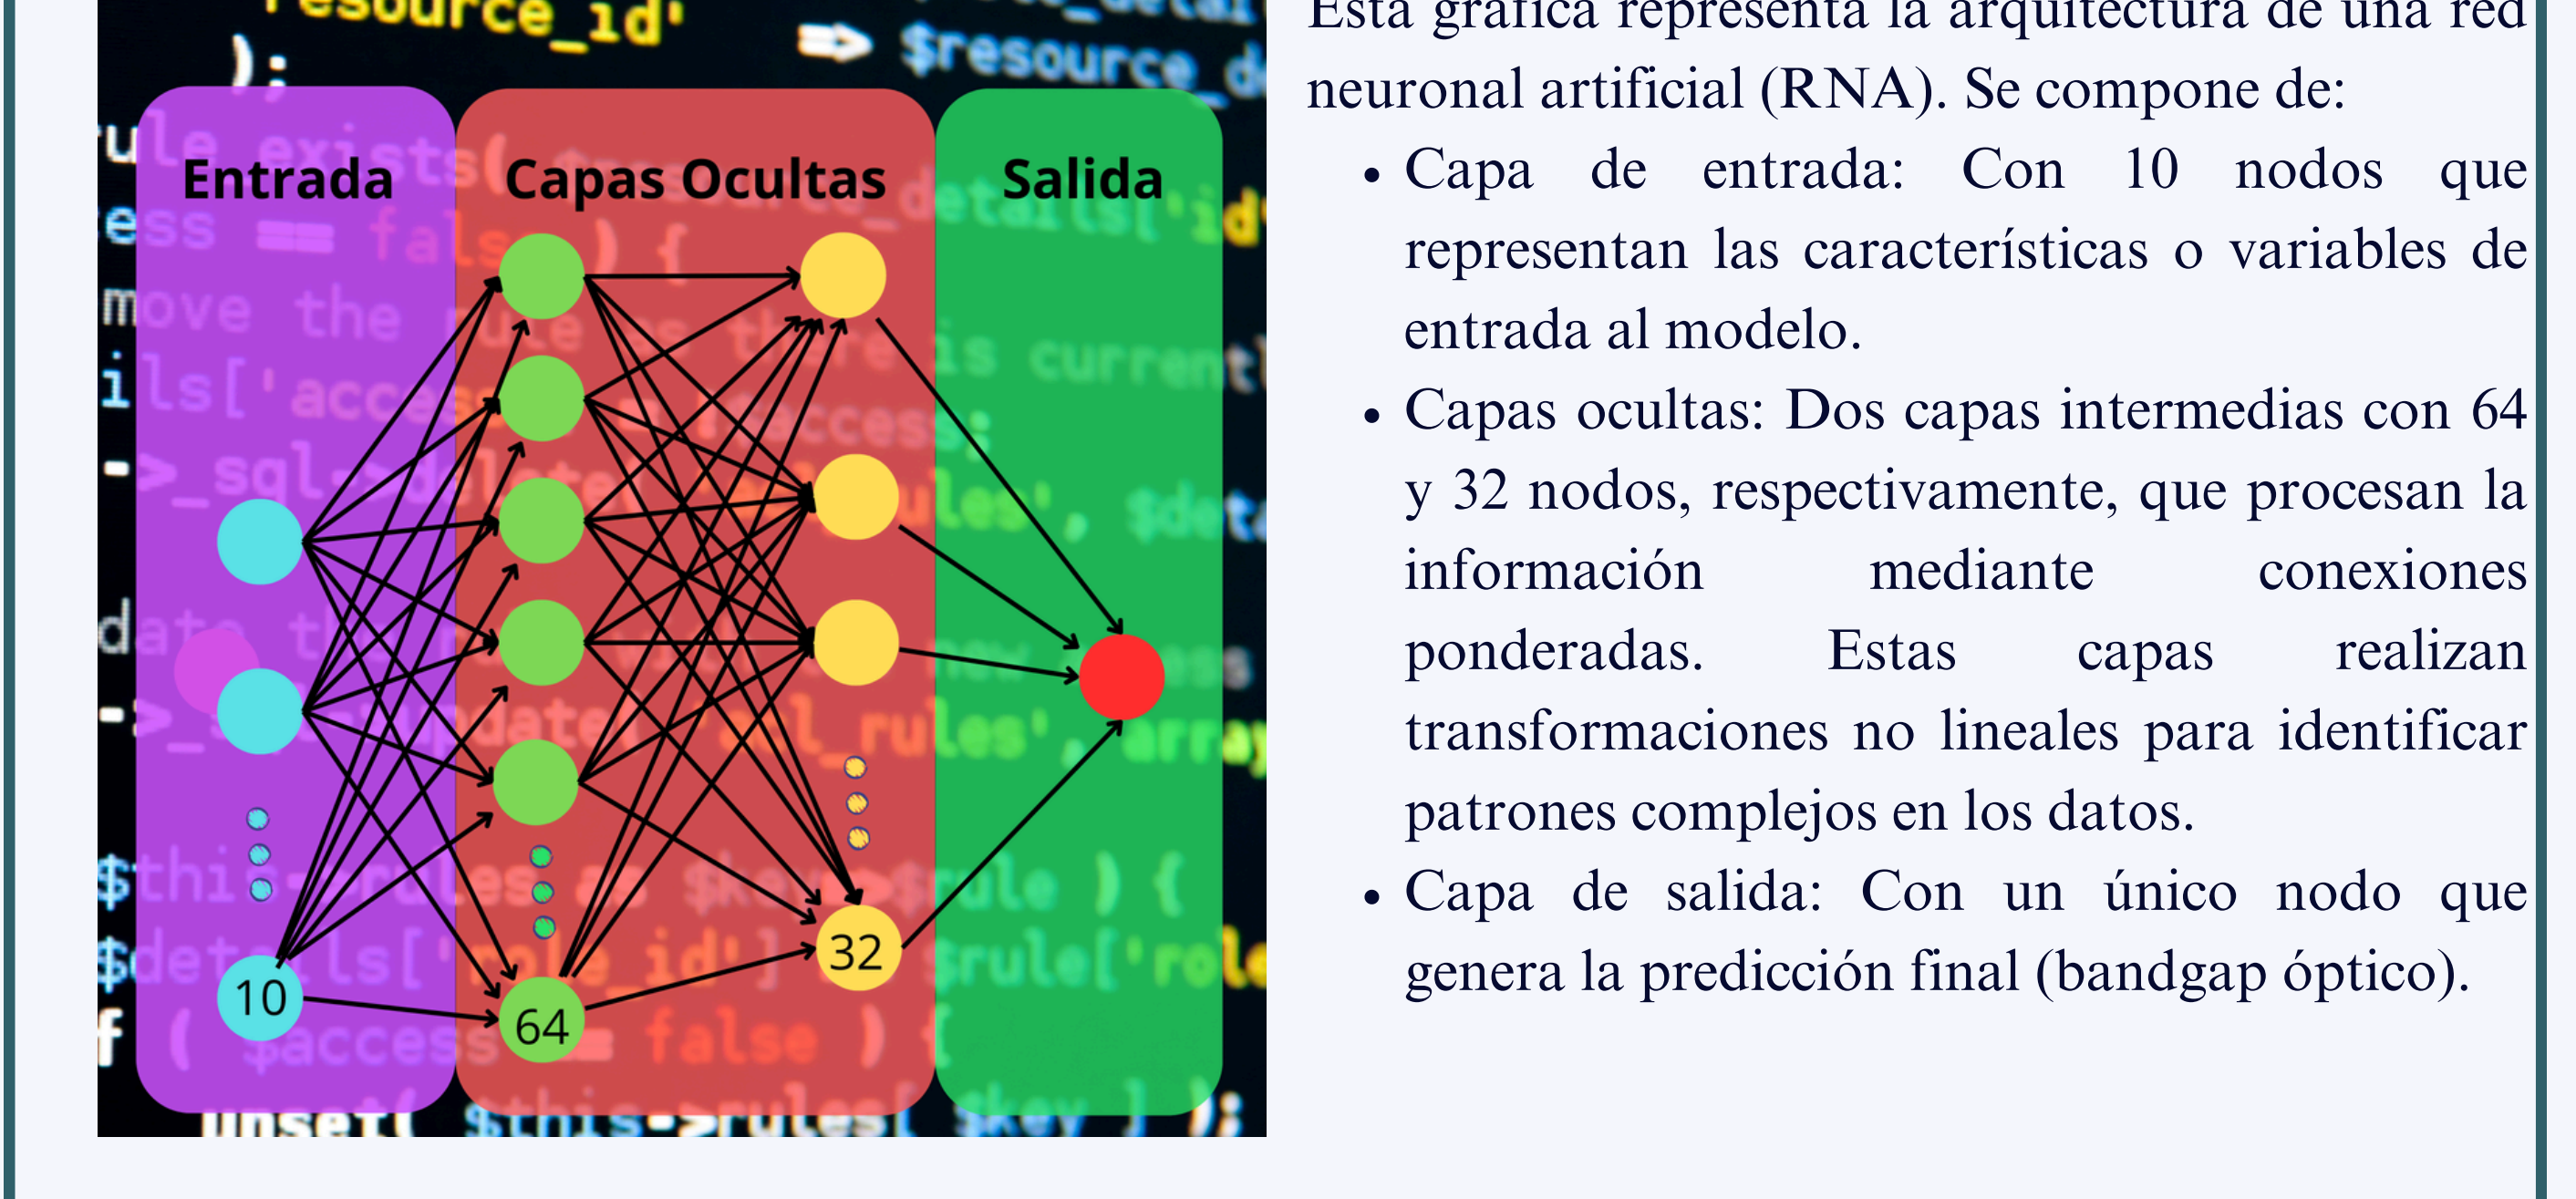 resource_id'
); => $resource_de
Entrada
Capas Ocultas
Salida
10
64
32
Esta gráfica representa la arquitectura de una red
neuronal artificial (RNA). Se compone de:
• Capa de entrada: Con 10 nodos que
representan las características o variables de
entrada al modelo.
• Capas ocultas: Dos capas intermedias con 64
y 32 nodos, respectivamente, que procesan la
información mediante conexiones
ponderadas. Estas capas realizan
transformaciones no lineales para identificar
patrones complejos en los datos.
• Capa de salida: Con un único nodo que
genera la predicción final (bandgap óptico).